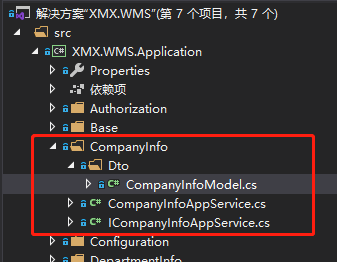 解决方案"XMX.WMS"(第 7 个项目，共 7 个)
src
C# XMX.WMS.Application
Properties
依赖项
Authorization
Base
CompanyInfo
Dto
C# CompanyInfoModel.cs
C# CompanyInfoAppService.cs
C# ICompanyInfoAppService.cs
Configuration
DepartmentInfo